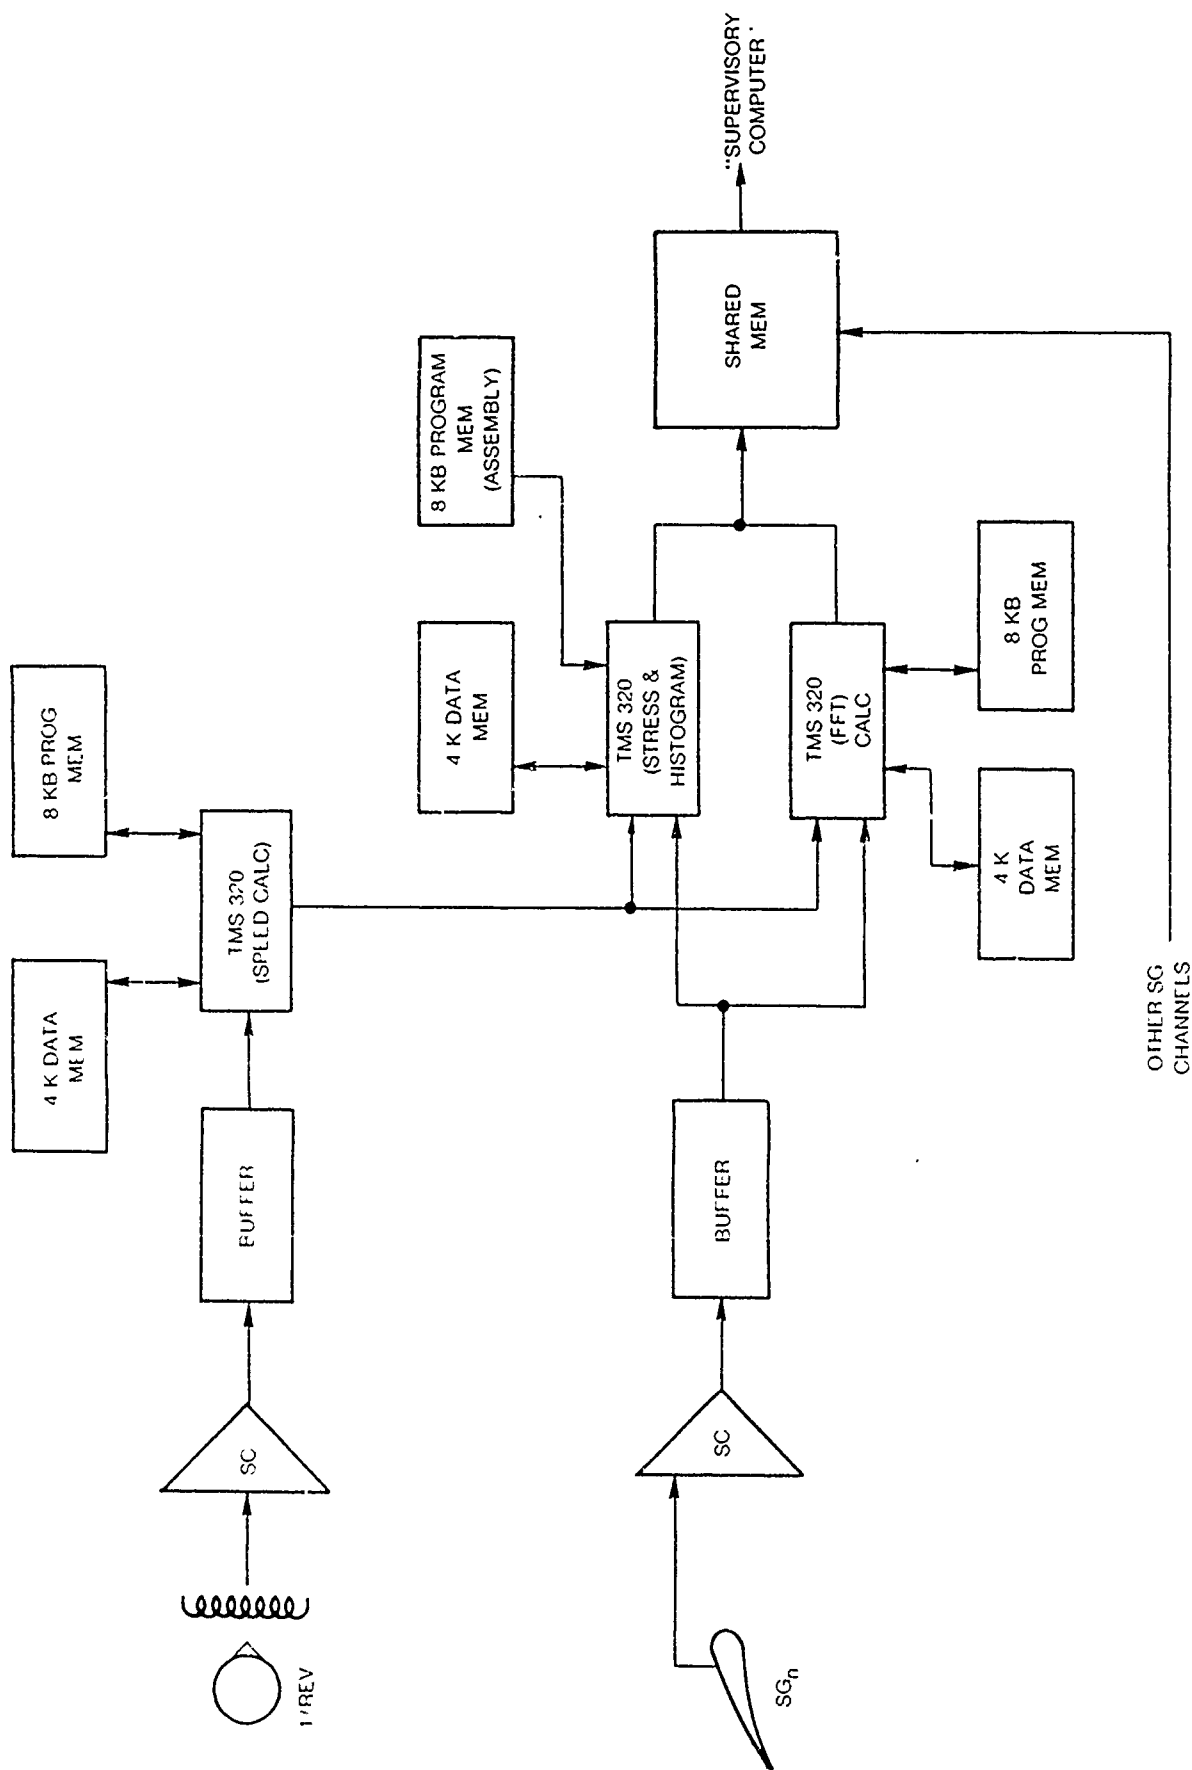 1/REV
SC
BUFFER
4 K DATA
MEM
8 KB PROG
MEM
TMS 320
(SPEED CALC)
SGn
SC
BUFFER
4 K DATA
MEM
8 KB PROGRAM
MEM
(ASSEMBLY)
TMS 320
(STRESS &
HISTOGRAM)
TMS 320
(FFT)
CALC
4 K
DATA
MEM
8 KB
PROG MEM
SHARED
MEM
"SUPERVISORY
COMPUTER"
OTHER SG
CHANNELS